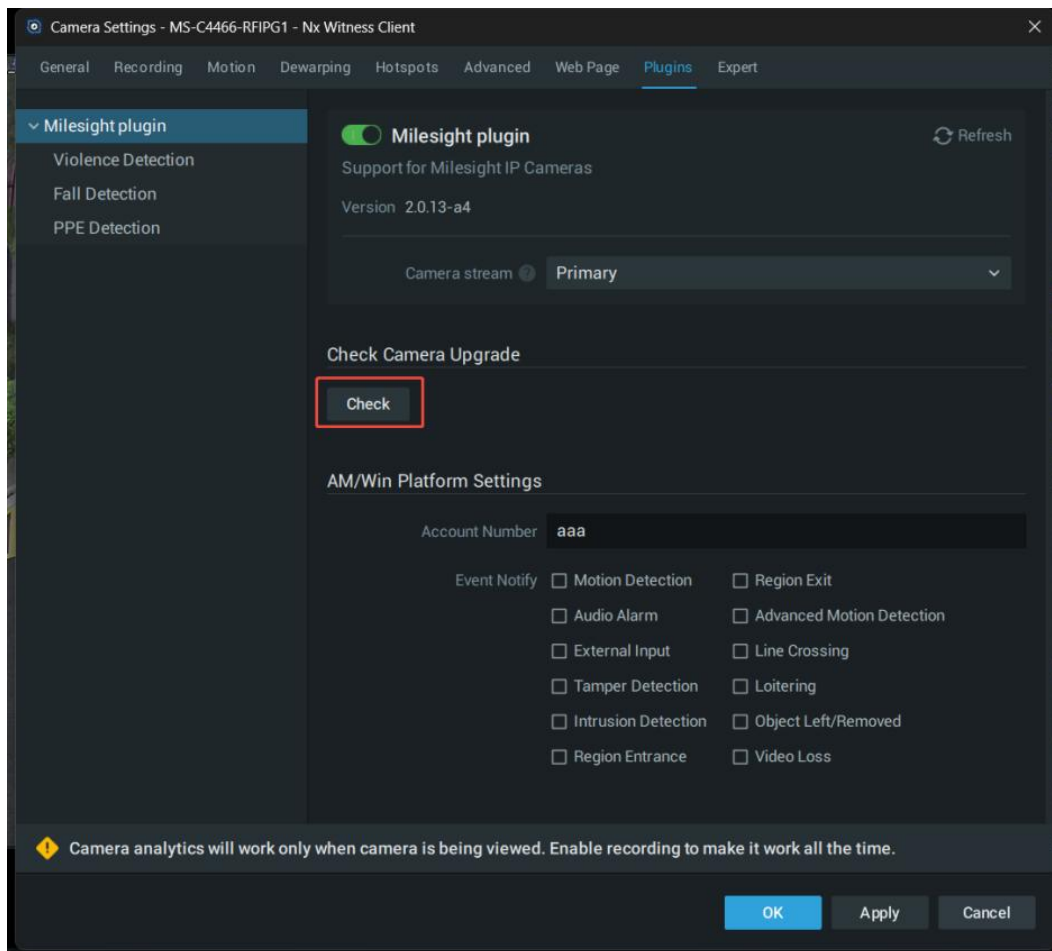 Camera Settings - MS-C4466-RFIPG1 - Nx Witness Client
General Recording Motion Dewarping Hotspots Advanced Web Page Plugins Expert
Milesight plugin
Violence Detection
Fall Detection
PPE Detection
Milesight plugin
Refresh
Support for Milesight IP Cameras
Version 2.0.13-a4
Camera stream ? Primary
Check Camera Upgrade
Check
AM/Win Platform Settings
Account Number aaa
Event Notify Motion Detection Region Exit
Audio Alarm Advanced Motion Detection
External Input Line Crossing
Tamper Detection Loitering
Intrusion Detection Object Left/Removed
Region Entrance Video Loss
Camera analytics will work only when camera is being viewed. Enable recording to make it work all the time.
OK Apply Cancel